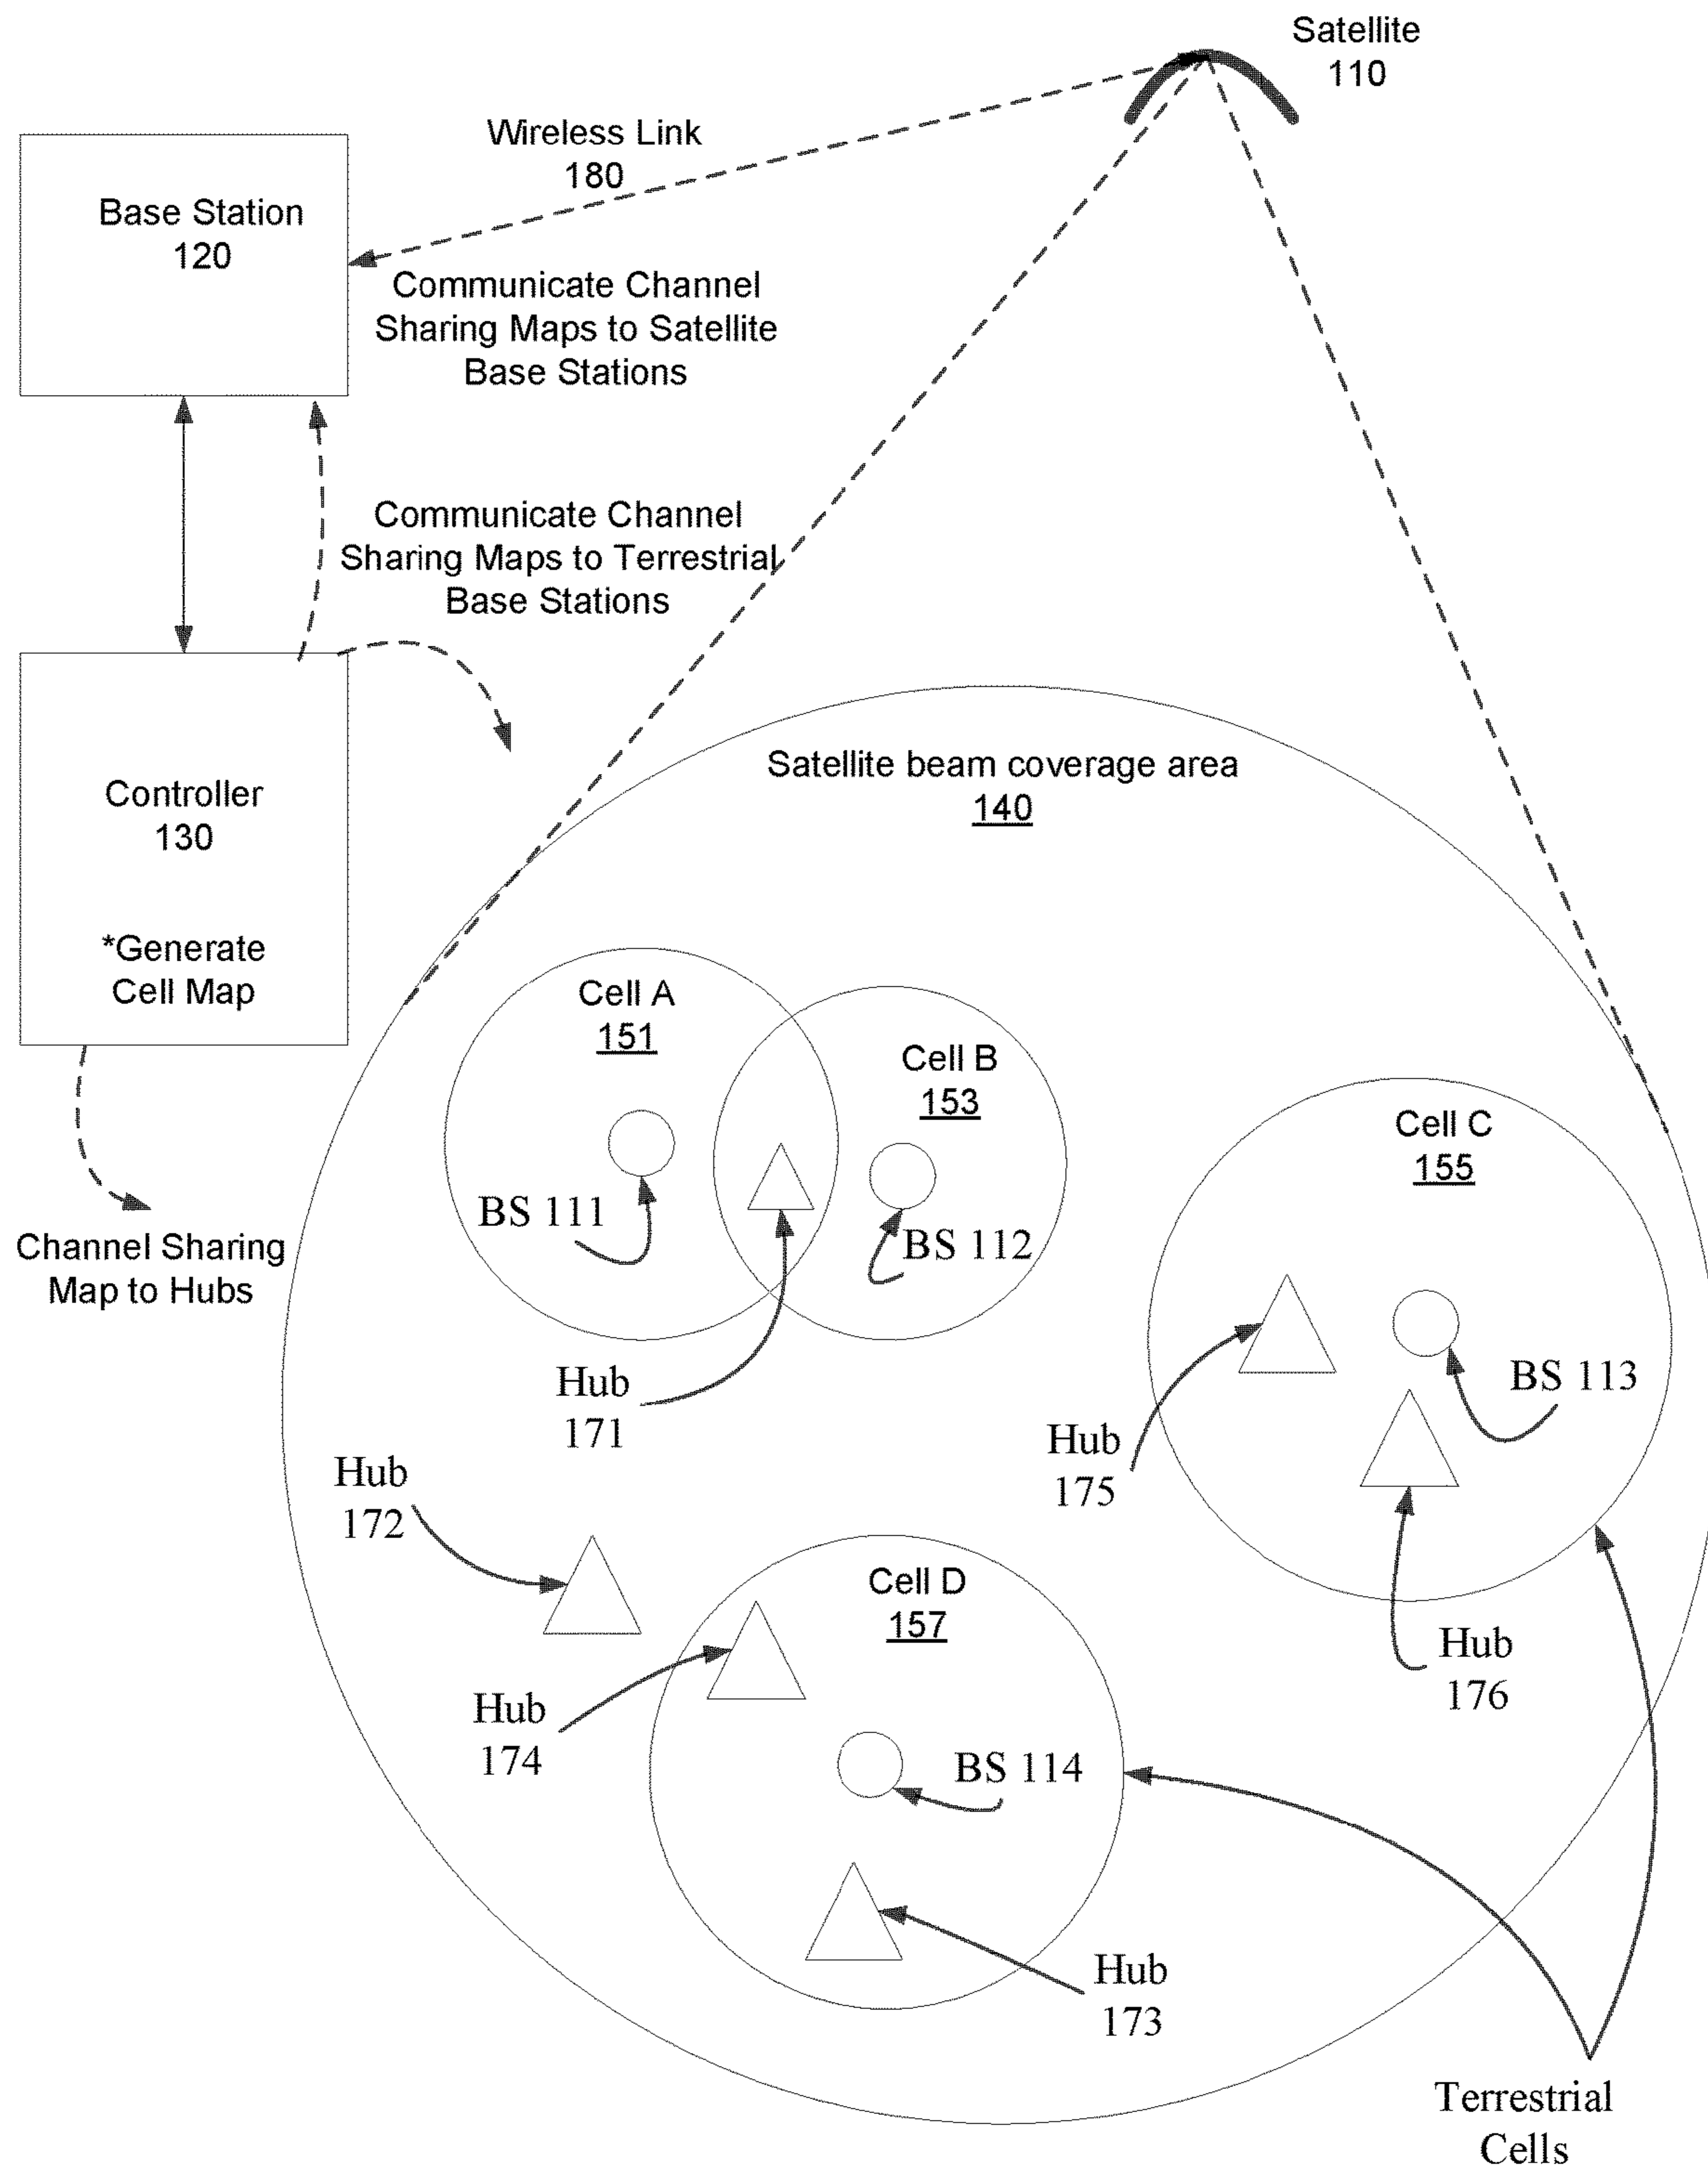 Satellite
110
Wireless Link
180
Base Station
120
Communicate Channel
Sharing Maps to Satellite
Base Stations
Communicate Channel
Sharing Maps to Terrestrial
Base Stations
Satellite beam coverage area
140
Controller
130
*Generate
Cell Map
Cell A
151
Cell B
153
Cell C
155
BS 111
BS 112
Channel Sharing
Map to Hubs
Hub
171
BS 113
Hub
175
Hub
172
Cell D
157
Hub
176
Hub
174
BS 114
Hub
173
Terrestrial
Cells